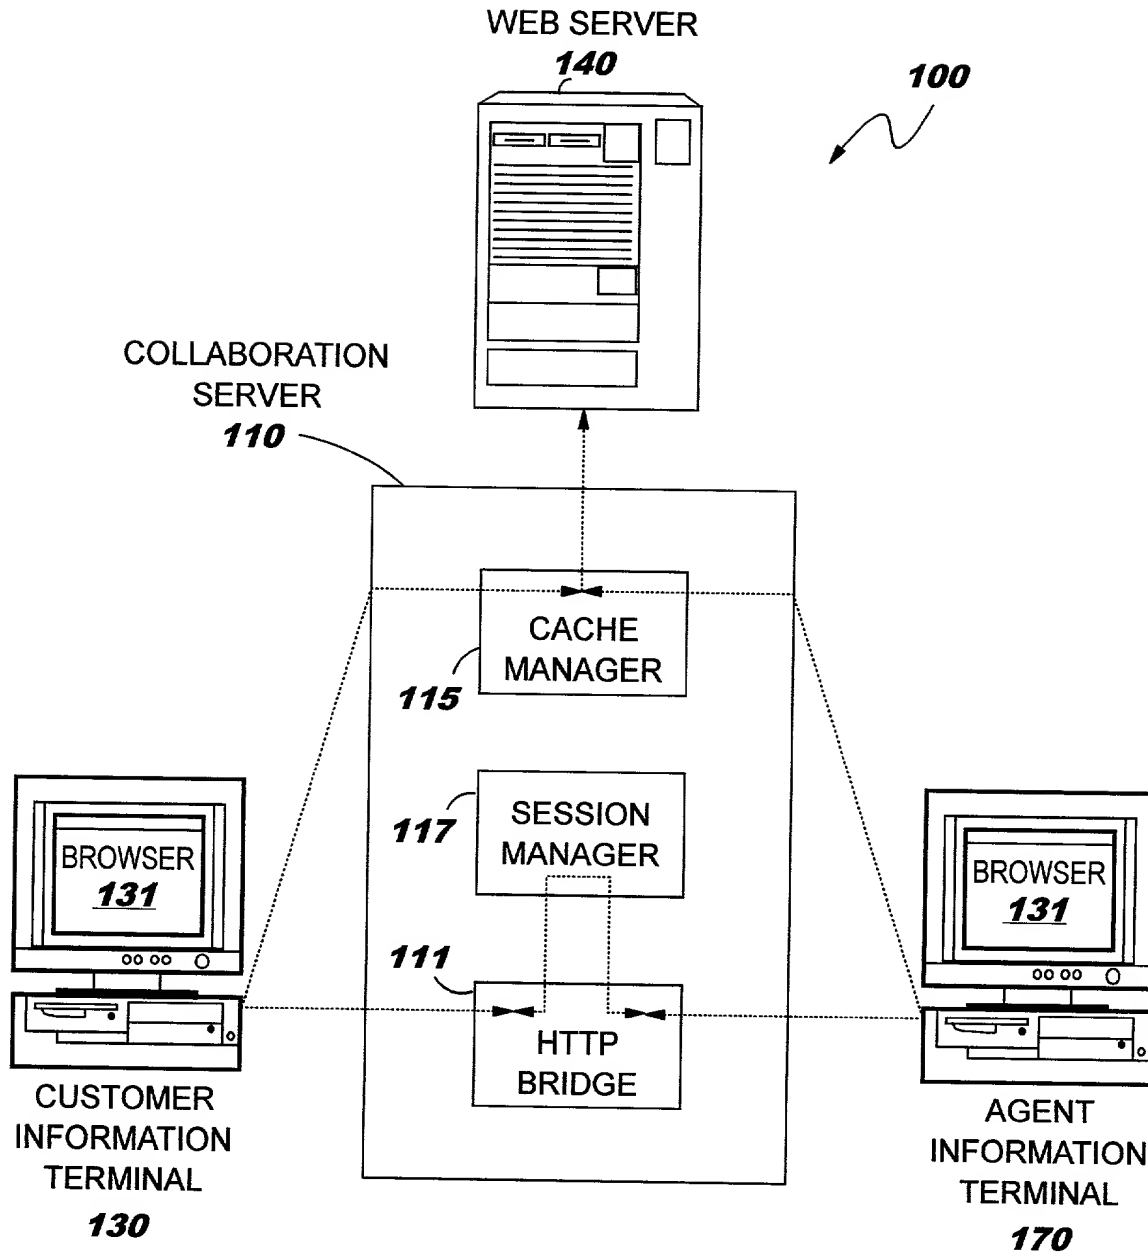 WEB SERVER
140
100
COLLABORATION
SERVER
110
CACHE
MANAGER
115
SESSION
MANAGER
117
BROWSER
131
BROWSER
131
111
HTTP
BRIDGE
CUSTOMER
INFORMATION
TERMINAL
130
AGENT
INFORMATION
TERMINAL
170